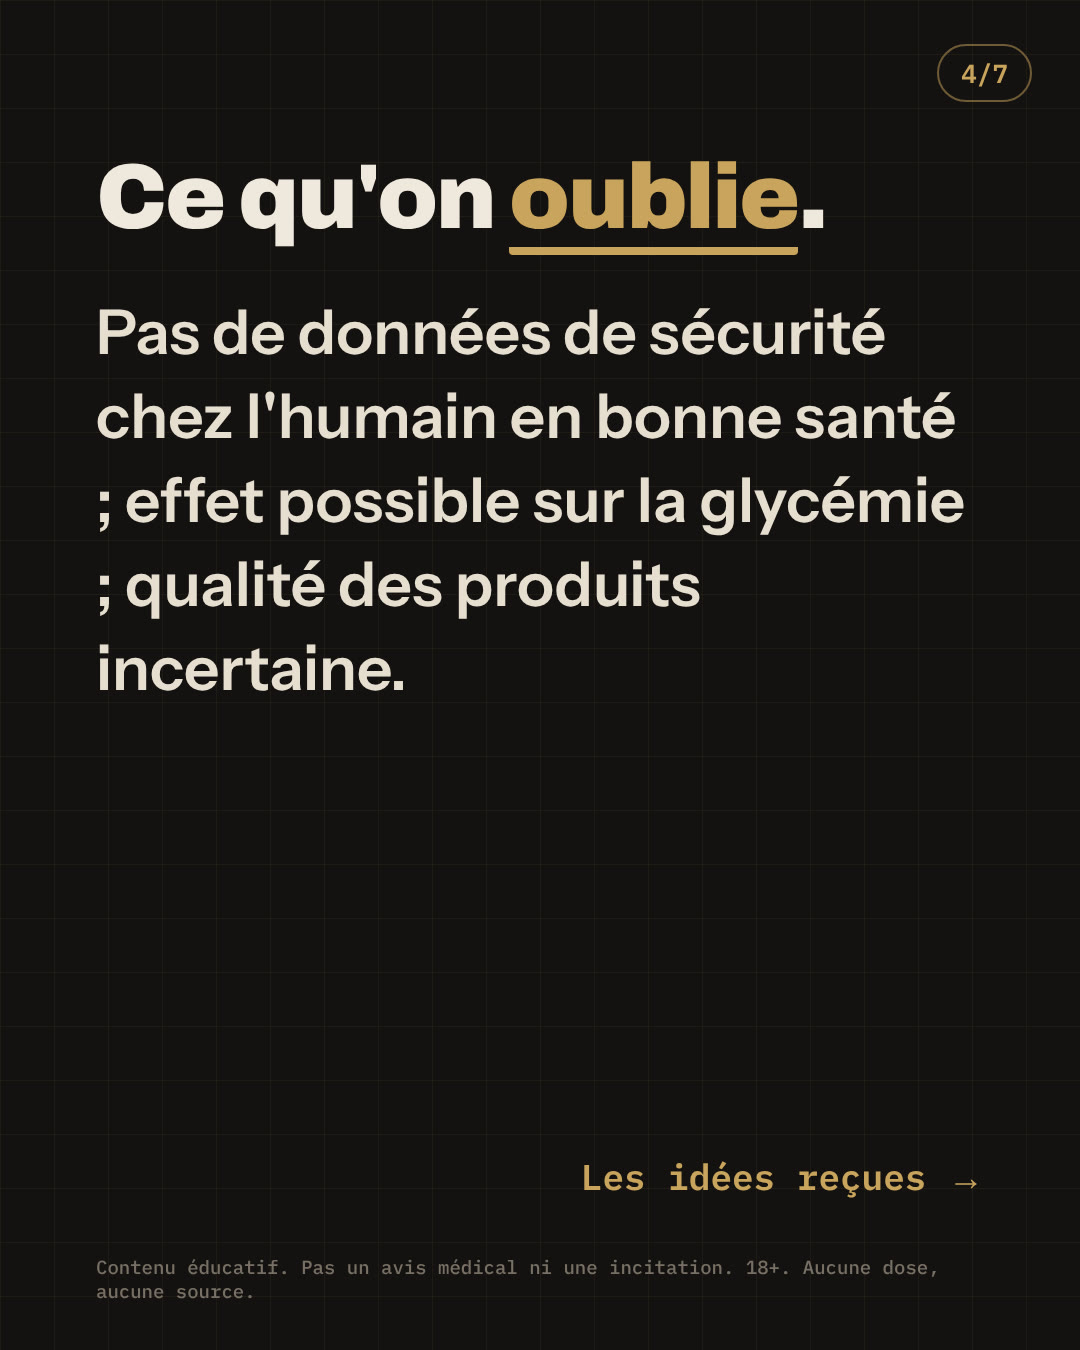 4/7
Ce qu'on oublie.
Pas de données de sécurité
chez l'humain en bonne santé
; effet possible sur la glycémie
; qualité des produits
incertaine.
Les idées reçues →
Contenu éducatif. Pas un avis médical ni une incitation. 18+. Aucune dose,
aucune source.